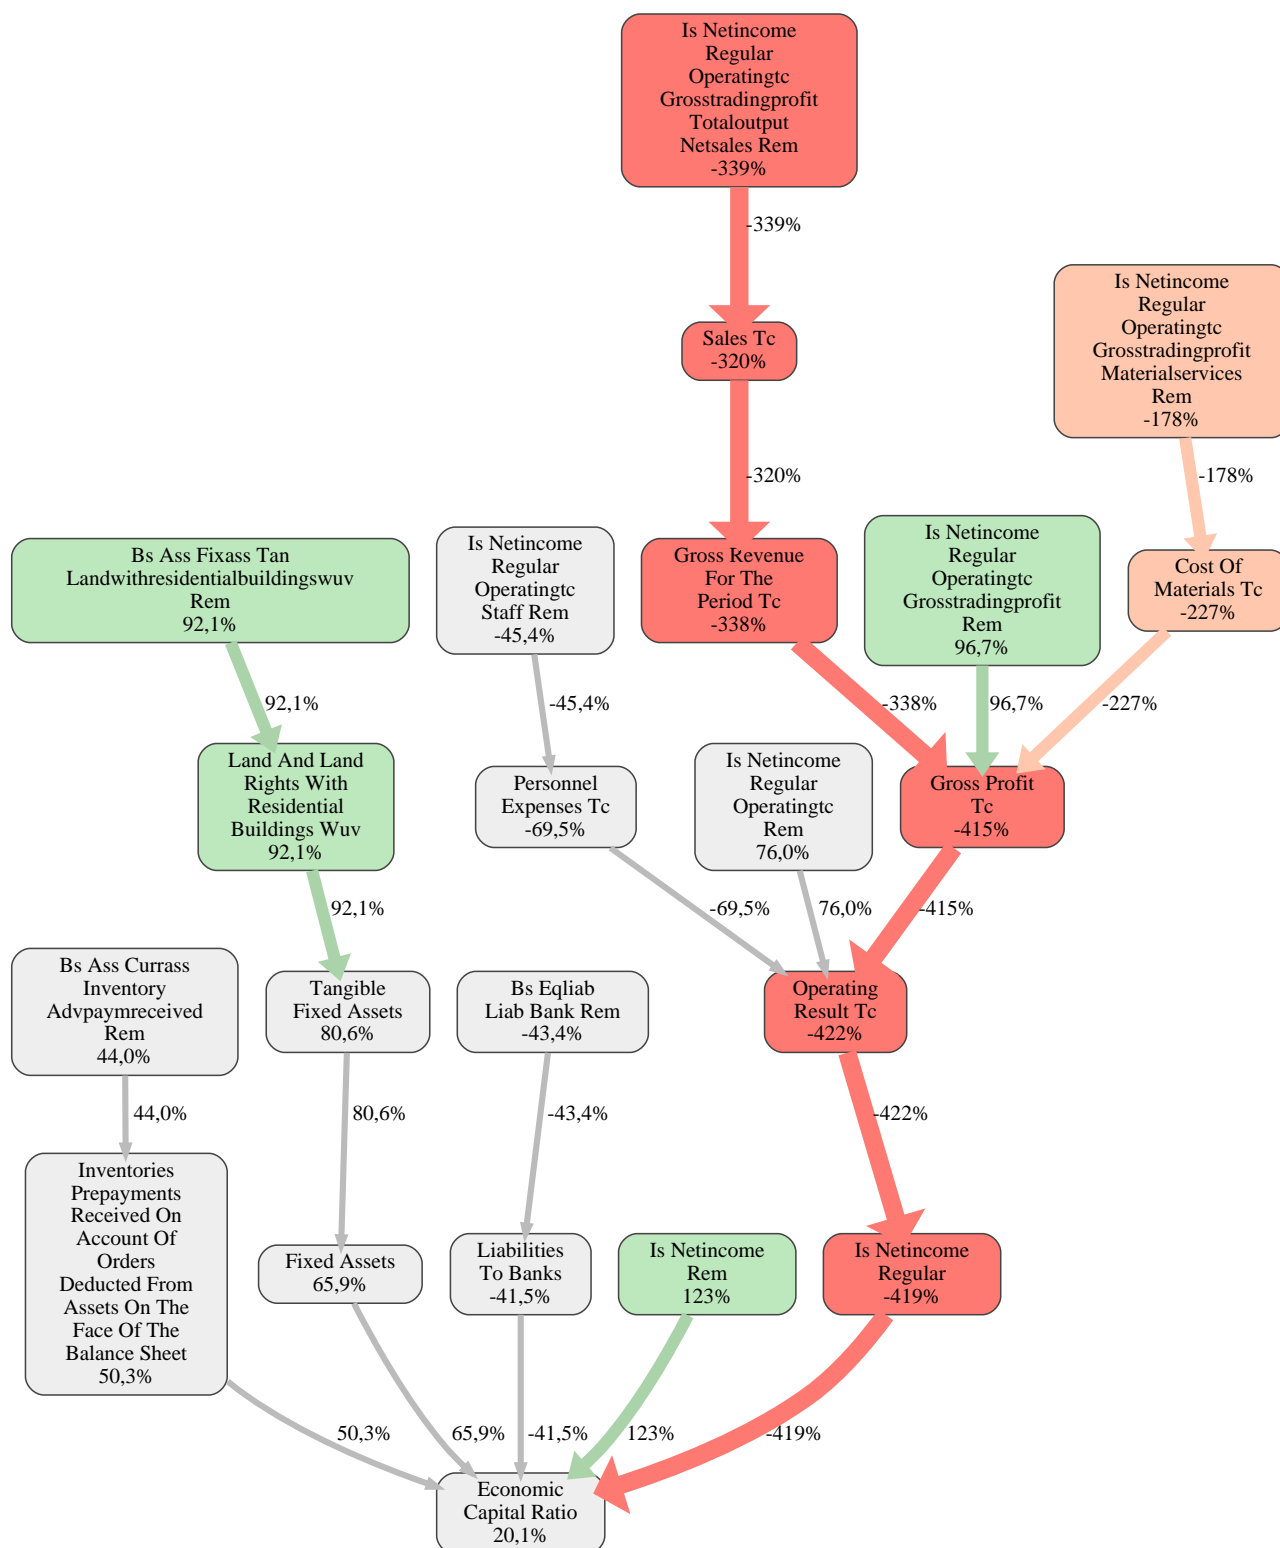 Is Netincome
Regular
Operatingtc
Grosstradingprofit
Totaloutput
Netsales Rem
-339%
-339%
Sales Tc
-320%
-320%
Is Netincome
Regular
Operatingtc
Grosstradingprofit
Materialservices
Rem
-178%
-178%
Bs Ass Fixass Tan
Landwithresidentialbuildingswuv
Rem
92,1%
92,1%
Is Netincome
Regular
Operatingtc
Staff Rem
-45,4%
-45,4%
Gross Revenue
For The
Period Tc
-338%
-338%
Is Netincome
Regular
Operatingtc
Grosstradingprofit
Rem
96,7%
96,7%
Cost Of
Materials Tc
-227%
-227%
Land And Land
Rights With
Residential
Buildings Wuv
92,1%
92,1%
Personnel
Expenses Tc
-69,5%
-69,5%
Is Netincome
Regular
Operatingtc
Rem
76,0%
76,0%
Gross Profit
Tc
-415%
-415%
Bs Ass Currass
Inventory
Advpaymreceived
Rem
44,0%
44,0%
Tangible
Fixed Assets
80,6%
80,6%
Bs Eqliab
Liab Bank Rem
-43,4%
-43,4%
Operating
Result Tc
-422%
-422%
Inventories
Prepayments
Received On
Account Of
Orders
Deducted From
Assets On The
Face Of The
Balance Sheet
50,3%
50,3%
Fixed Assets
65,9%
65,9%
Liabilities
To Banks
-41,5%
-41,5%
Is Netincome
Rem
123%
123%
Is Netincome
Regular
-419%
-419%
Economic
Capital Ratio
20,1%